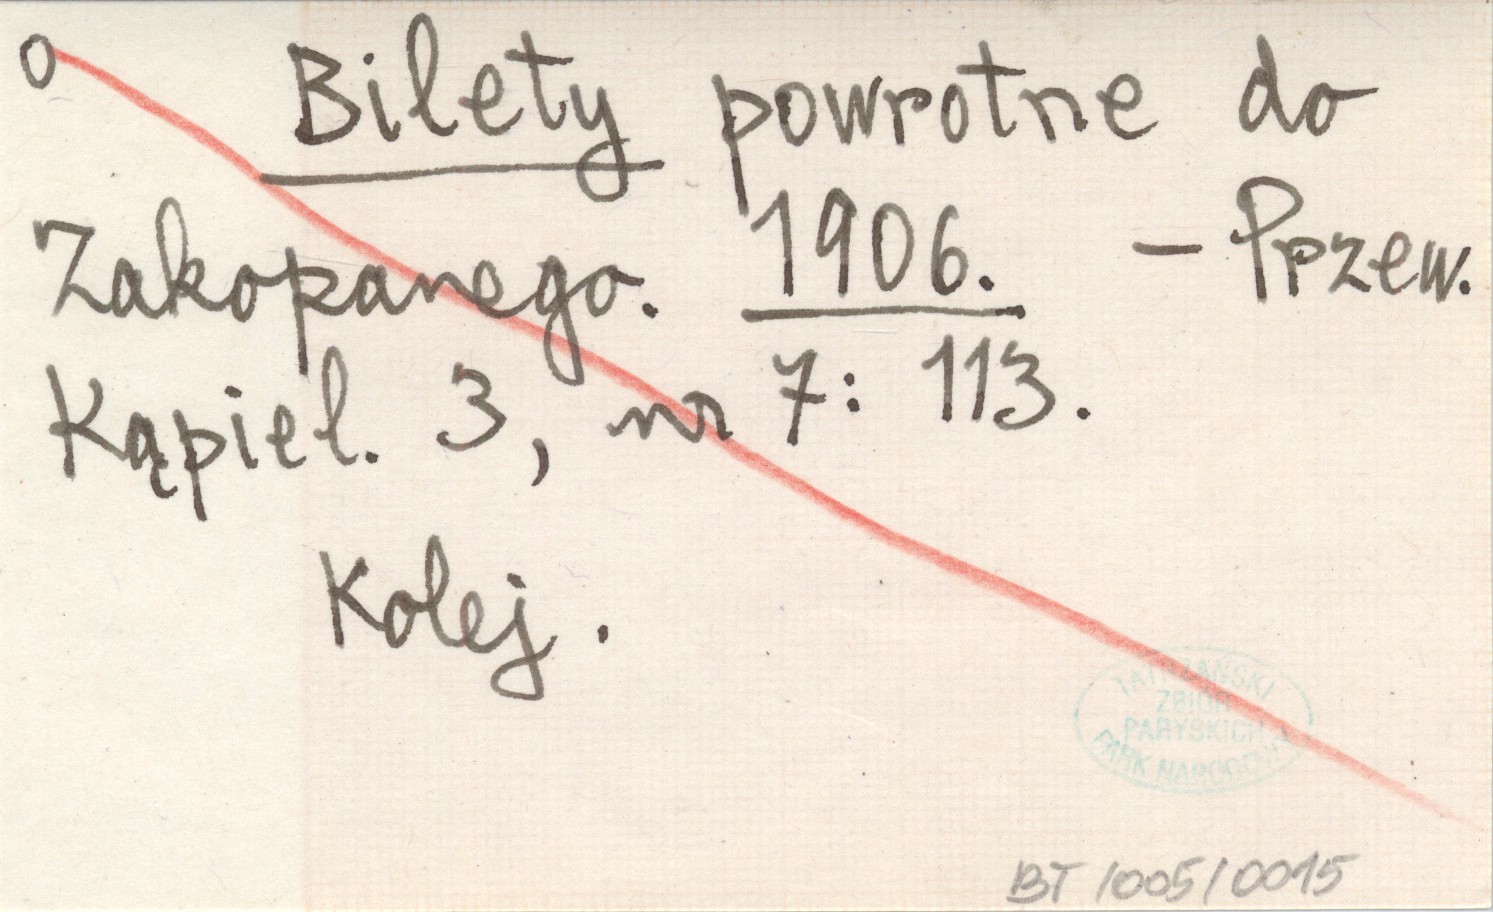 o Bilety powrotne do
Zakopanego. 1906. – Przew.
Kąpiel. 3, nr 7: 113.
Kolej.
TATRZAŃSKI
ZBIÓR
PARYSKICH
PARK NARODOWY
BT /005/0015